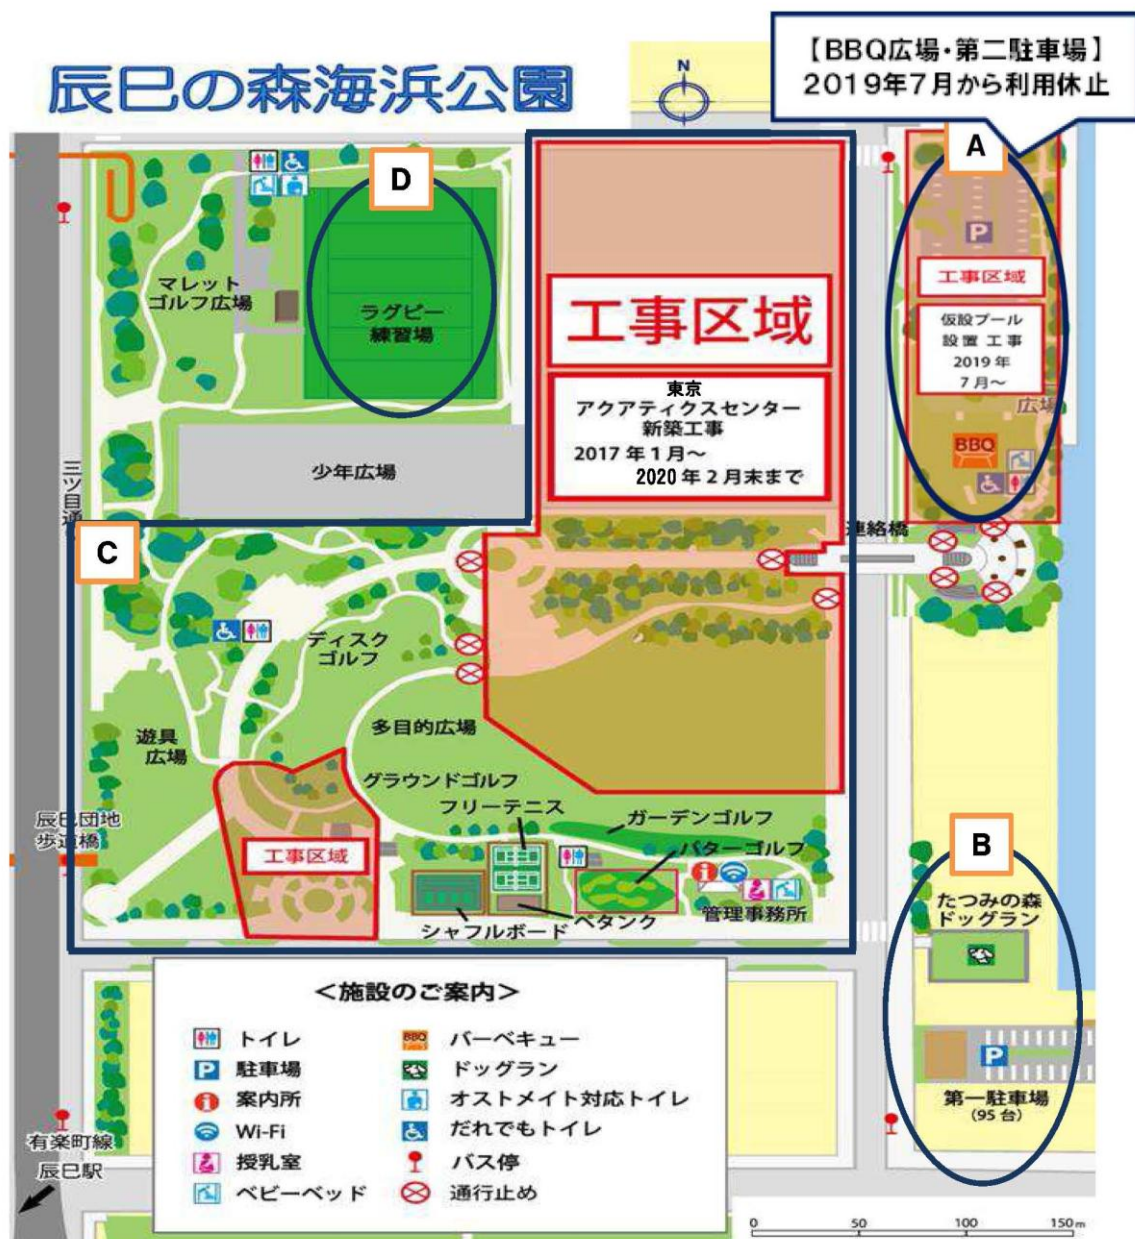 【BBQ広場・第二駐車場】
2019年7月から利用休止
辰巳の森海浜公園
N
A
P
工事区域
仮設プール
設置 工事
2019年
7月～
広場
BBQ
D
マレット
ゴルフ広場
ラグビー
練習場
工事区域
東京
アクアティクスセンター
新築工事
2017年1月～
2020年2月末まで
少年広場
三ツ目通り
C
連絡橋
ディスク
ゴルフ
遊具
広場
多目的広場
グラウンドゴルフ
フリーテニス
ガーデンゴルフ
パターゴルフ
辰巳団地
歩道橋
工事区域
シャフルボード
ペタンク
管理事務所
B
たつみの森
ドッグラン
P
第一駐車場
(95台)
＜施設のご案内＞
トイレ
P 駐車場
案内所
Wi-Fi
授乳室
ベビーベッド
BBQ バーベキュー
ドッグラン
オストメイト対応トイレ
だれでもトイレ
バス停
通行止め
有楽町線
辰巳駅
0 50 100 150m